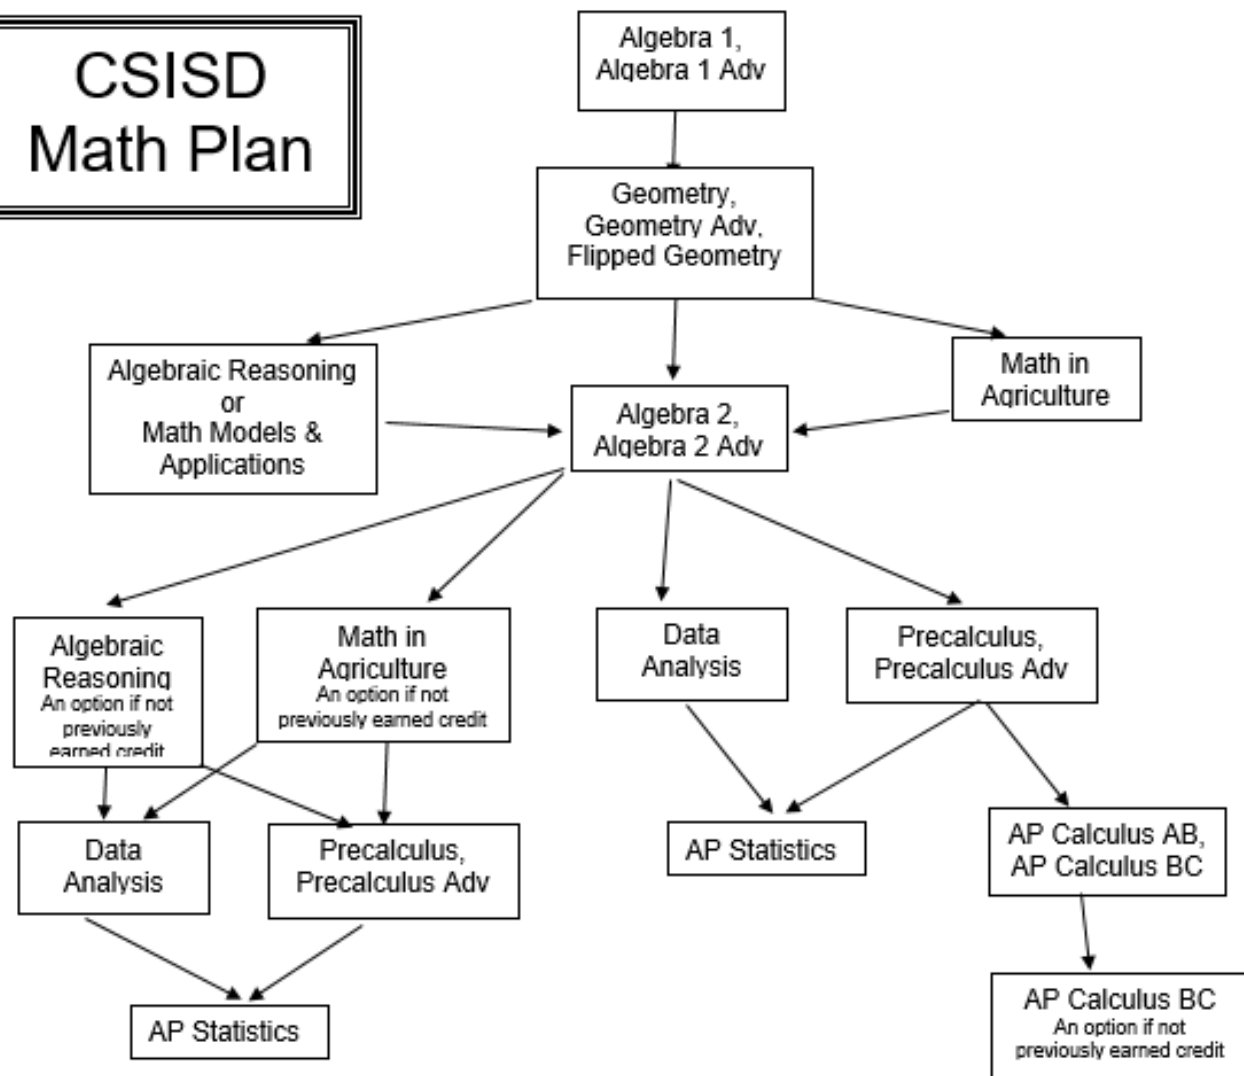 CSISD
Math Plan
Algebra 1,
Algebra 1 Adv
Geometry,
Geometry Adv,
Flipped Geometry
Algebraic Reasoning
or
Math Models &
Applications
Algebra 2,
Algebra 2 Adv
Math in
Agriculture
Algebraic
Reasoning
An option if not
previously
earned credit
Math in
Agriculture
An option if not
previously earned credit
Data
Analysis
Precalculus,
Precalculus Adv
Data
Analysis
Precalculus,
Precalculus Adv
AP Statistics
AP Calculus AB,
AP Calculus BC
AP Statistics
AP Calculus BC
An option if not
previously earned credit